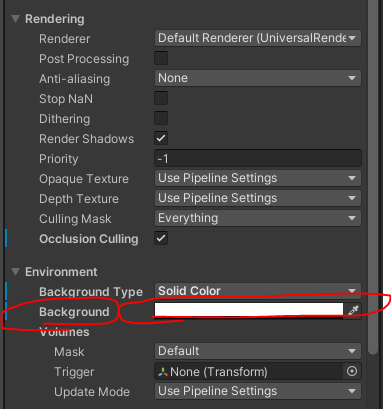 Rendering
Renderer Default Renderer (UniversalRende
Post Processing
Anti-aliasing None
Stop NaN
Dithering
Render Shadows
Priority -1
Opaque Texture Use Pipeline Settings
Depth Texture Use Pipeline Settings
Culling Mask Everything
Occlusion Culling
Environment
Background Type Solid Color
Background
Volumes
Mask Default
Trigger None (Transform)
Update Mode Use Pipeline Settings